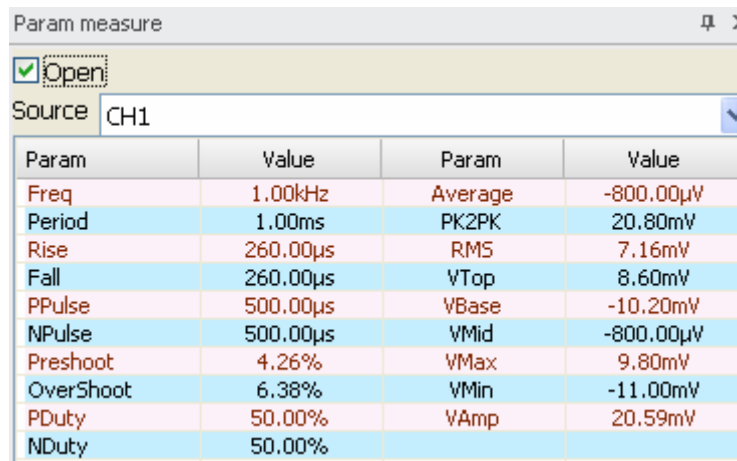 Param measure
Open
Source CH1
Param Value Param Value
Freq 1.00kHz Average -800.00µV
Period 1.00ms PK2PK 20.80mV
Rise 260.00µs RMS 7.16mV
Fall 260.00µs VTop 8.60mV
PPulse 500.00µs VBase -10.20mV
NPulse 500.00µs VMid -800.00µV
Preshoot 4.26% VMax 9.80mV
OverShoot 6.38% VMin -11.00mV
PDuty 50.00% VAmp 20.59mV
NDuty 50.00%